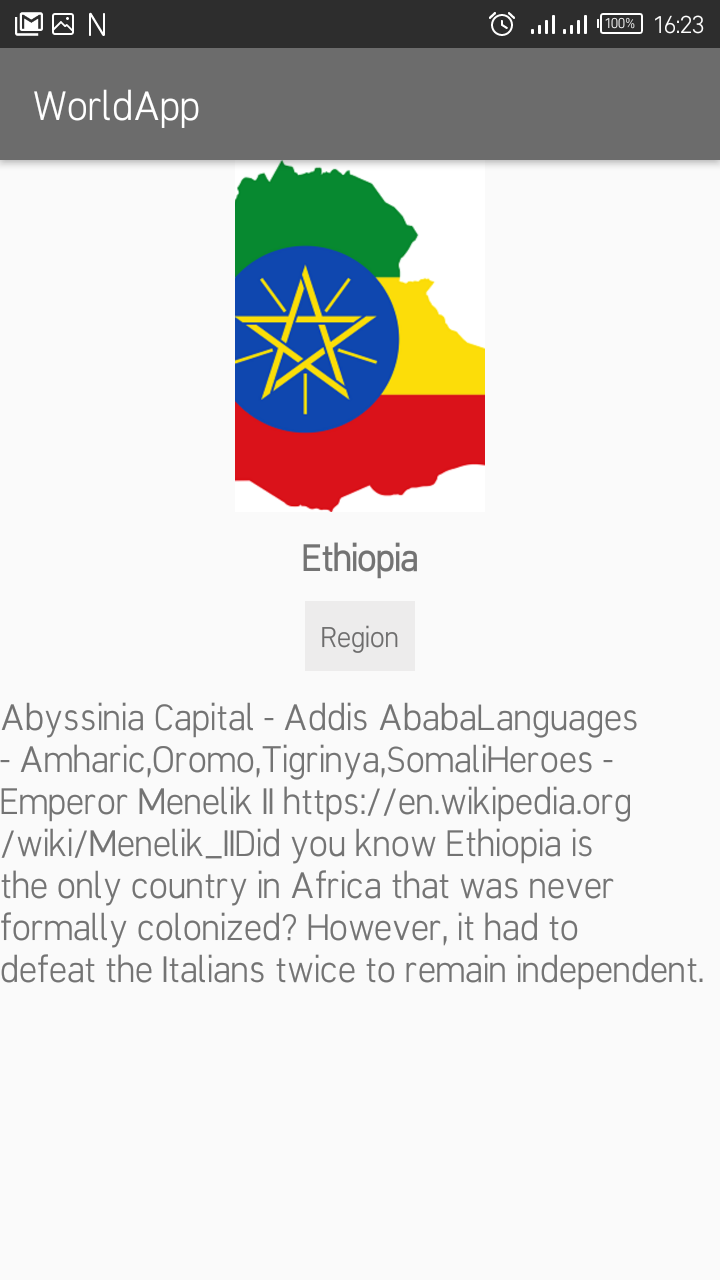 N 100% 16:23
WorldApp
Ethiopia
Region
Abyssinia Capital - Addis AbabaLanguages
- Amharic,Oromo,Tigrinya,SomaliHeroes -
Emperor Menelik II https://en.wikipedia.org
/wiki/Menelik_IIDid you know Ethiopia is
the only country in Africa that was never
formally colonized? However, it had to
defeat the Italians twice to remain independent.